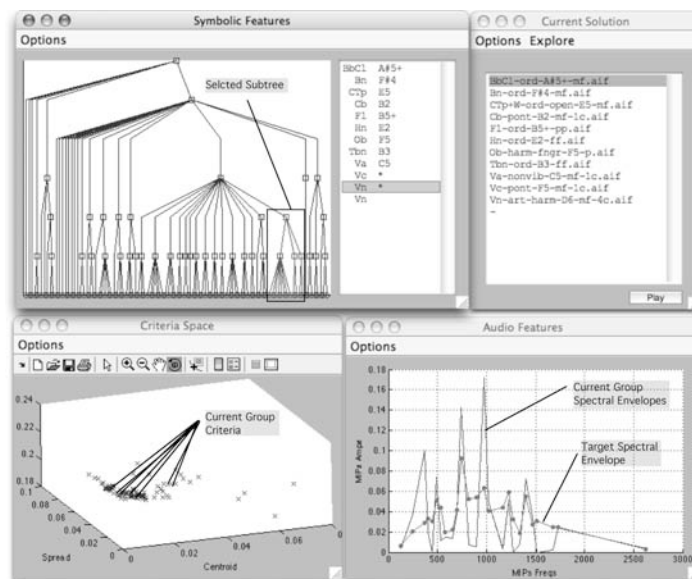 Symbolic Features
Options
Selcted Subtree
BbCl A#5+
Bn F#4
CTp E5
Cb B2
Fl B5+
Hn E2
Ob F5
Tbn B3
Va C5
Vc *
Vn *
Vn
Current Solution
Options Explore
BbCl-ord-A#5+-mf.aif
Bn-ord-F#4-mf.aif
CTp+W-ord-open-E5-mf.aif
Cb-pont-B2-mf-1c.aif
Fl-ord-B5+-pp.aif
Hn-ord-E2-ff.aif
Ob-harm-fngr-F5-p.aif
Tbn-ord-B3-ff.aif
Va-nonvib-C5-mf-1c.aif
Vc-pont-F5-mf-1c.aif
Vn-art-harm-D6-mf-4c.aif
-
Play
Criteria Space
Options
Current Group
Criteria
0.24
0.22
0.2
0.18
0.1
0.08
0.06
0.04
0.02
0
Spread
0
0.02
0.04
0.06
0
Centroid
Audio Features
Options
0.18
0.16
0.14
0.12
0.1
0.08
0.06
0.04
0.02
0
MIPs Amps
Current Group
Spectral Envelopes
Target Spectral
Envelope
0 500 1000 1500 2000 2500 3000
MIPs Freqs